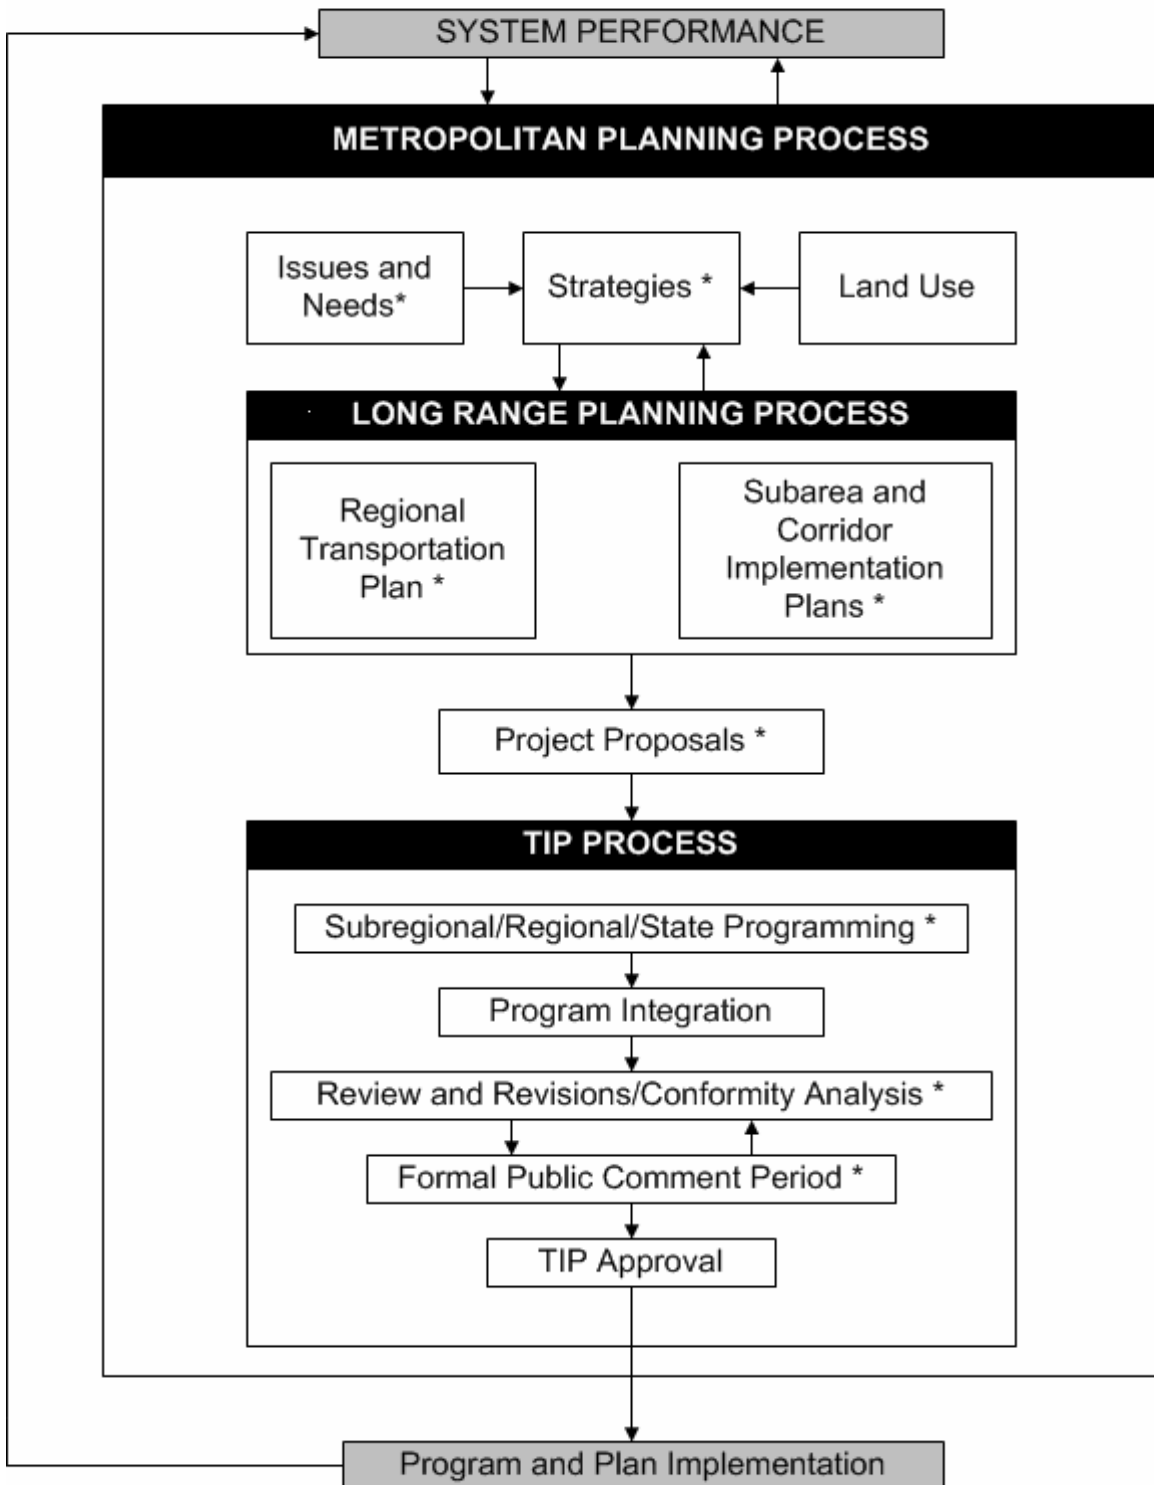 SYSTEM PERFORMANCE
METROPOLITAN PLANNING PROCESS
Issues and
Needs*
Strategies *
Land Use
LONG RANGE PLANNING PROCESS
Regional
Transportation
Plan *
Subarea and
Corridor
Implementation
Plans *
Project Proposals *
TIP PROCESS
Subregional/Regional/State Programming *
Program Integration
Review and Revisions/Conformity Analysis *
Formal Public Comment Period *
TIP Approval
Program and Plan Implementation